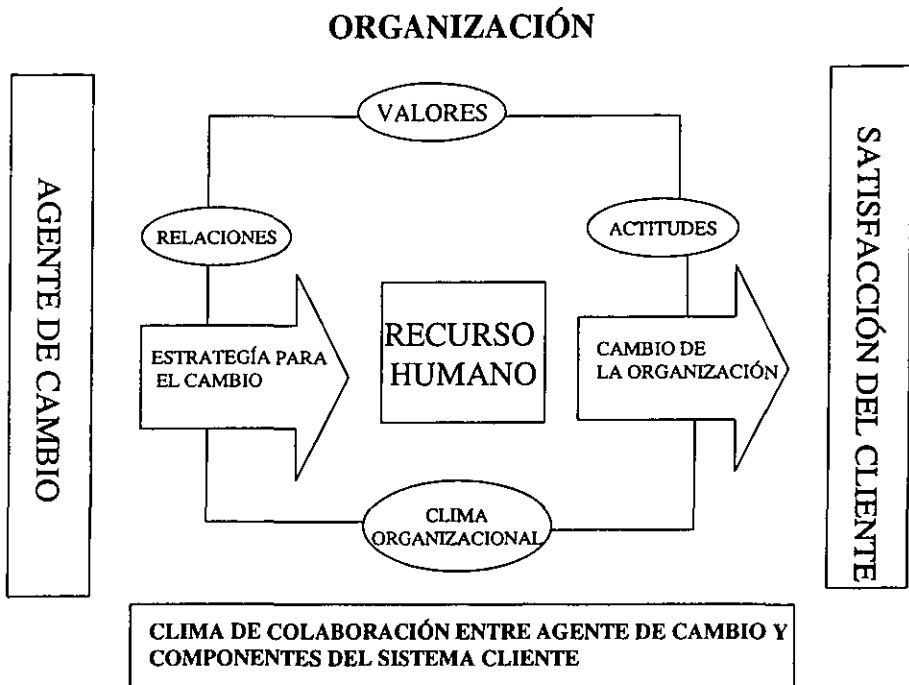 ORGANIZACIÓN
AGENTE DE CAMBIO
VALORES
RELACIONES
ACTITUDES
ESTRATEGÍA PARA
EL CAMBIO
RECURSO
HUMANO
CAMBIO DE
LA ORGANIZACIÓN
CLIMA
ORGANIZACIONAL
SATISFACCIÓN DEL CLIENTE
CLIMA DE COLABORACIÓN ENTRE AGENTE DE CAMBIO Y
COMPONENTES DEL SISTEMA CLIENTE